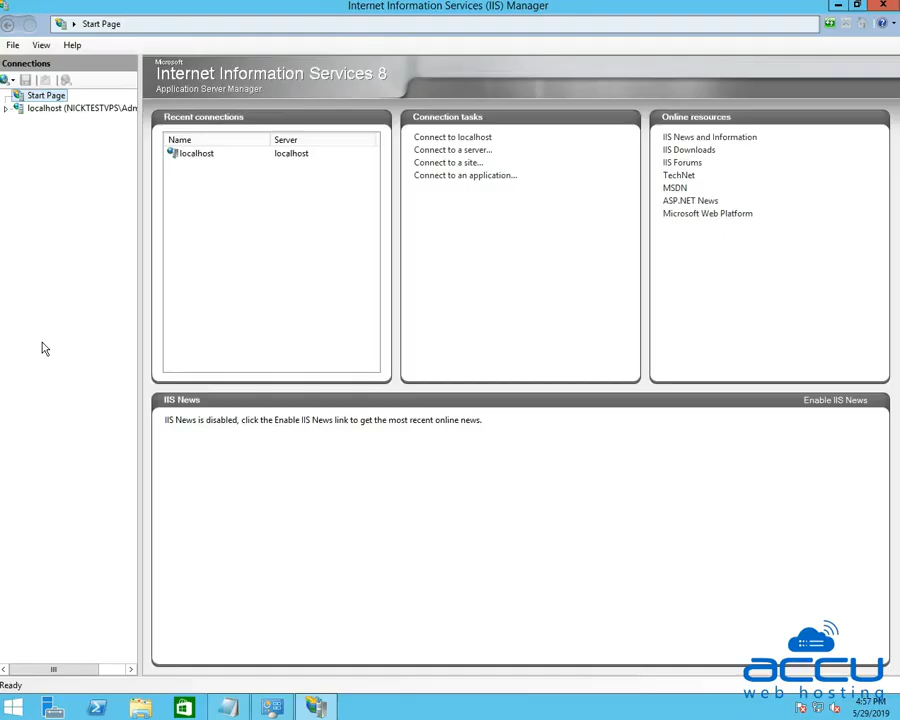 Internet Information Services (IIS) Manager
Start Page
File View Help
Connections
Start Page
localhost (NICKTESTVPS\Adm
Microsoft
Internet Information Services 8
Application Server Manager
Recent connections
Name Server
localhost localhost
Connection tasks
Connect to localhost
Connect to a server...
Connect to a site...
Connect to an application...
Online resources
IIS News and Information
IIS Downloads
IIS Forums
TechNet
MSDN
ASP.NET News
Microsoft Web Platform
IIS News Enable IIS News
IIS News is disabled, click the Enable IIS News link to get the most recent online news.
Ready
accu
web hosting
4:57 PM
5/29/2019